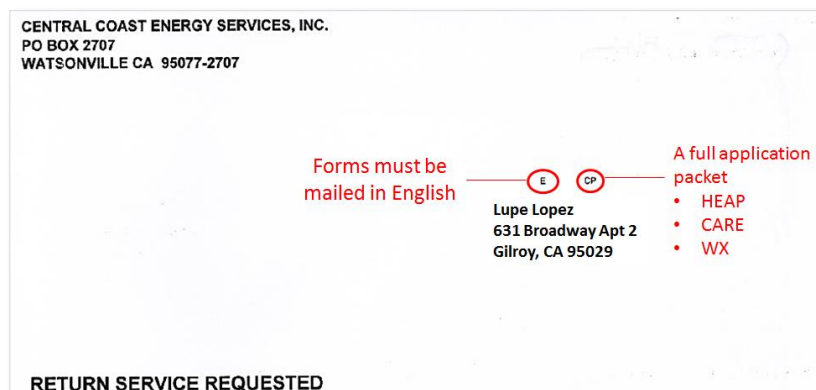 CENTRAL COAST ENERGY SERVICES, INC.
PO BOX 2707
WATSONVILLE CA 95077-2707
Forms must be
mailed in English
E
CP
A full application
packet
• HEAP
• CARE
• WX
Lupe Lopez
631 Broadway Apt 2
Gilroy, CA 95029
RETURN SERVICE REQUESTED